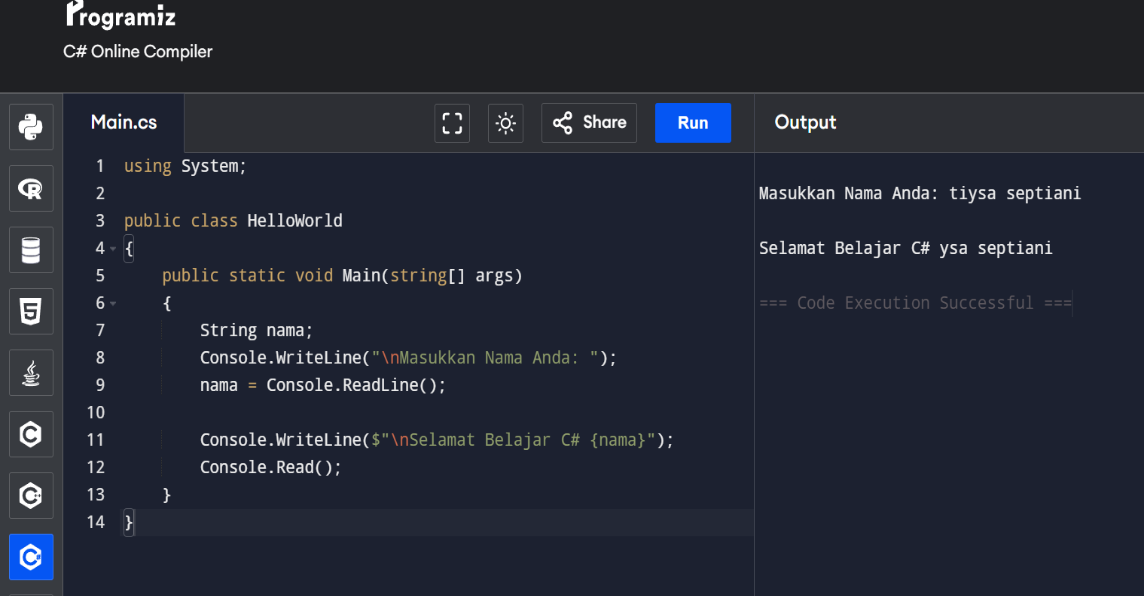 Programiz
C# Online Compiler
Main.cs
Share
Run
Output
1 using System;
2
3 public class HelloWorld
4 {
5     public static void Main(string[] args)
6     {
7         String nama;
8         Console.WriteLine("\nMasukkan Nama Anda: ");
9         nama = Console.ReadLine();
10
11         Console.WriteLine($"\nSelamat Belajar C# {nama}");
12         Console.Read();
13     }
14 }
Masukkan Nama Anda: tiysa septiani
Selamat Belajar C# ysa septiani
=== Code Execution Successful ===